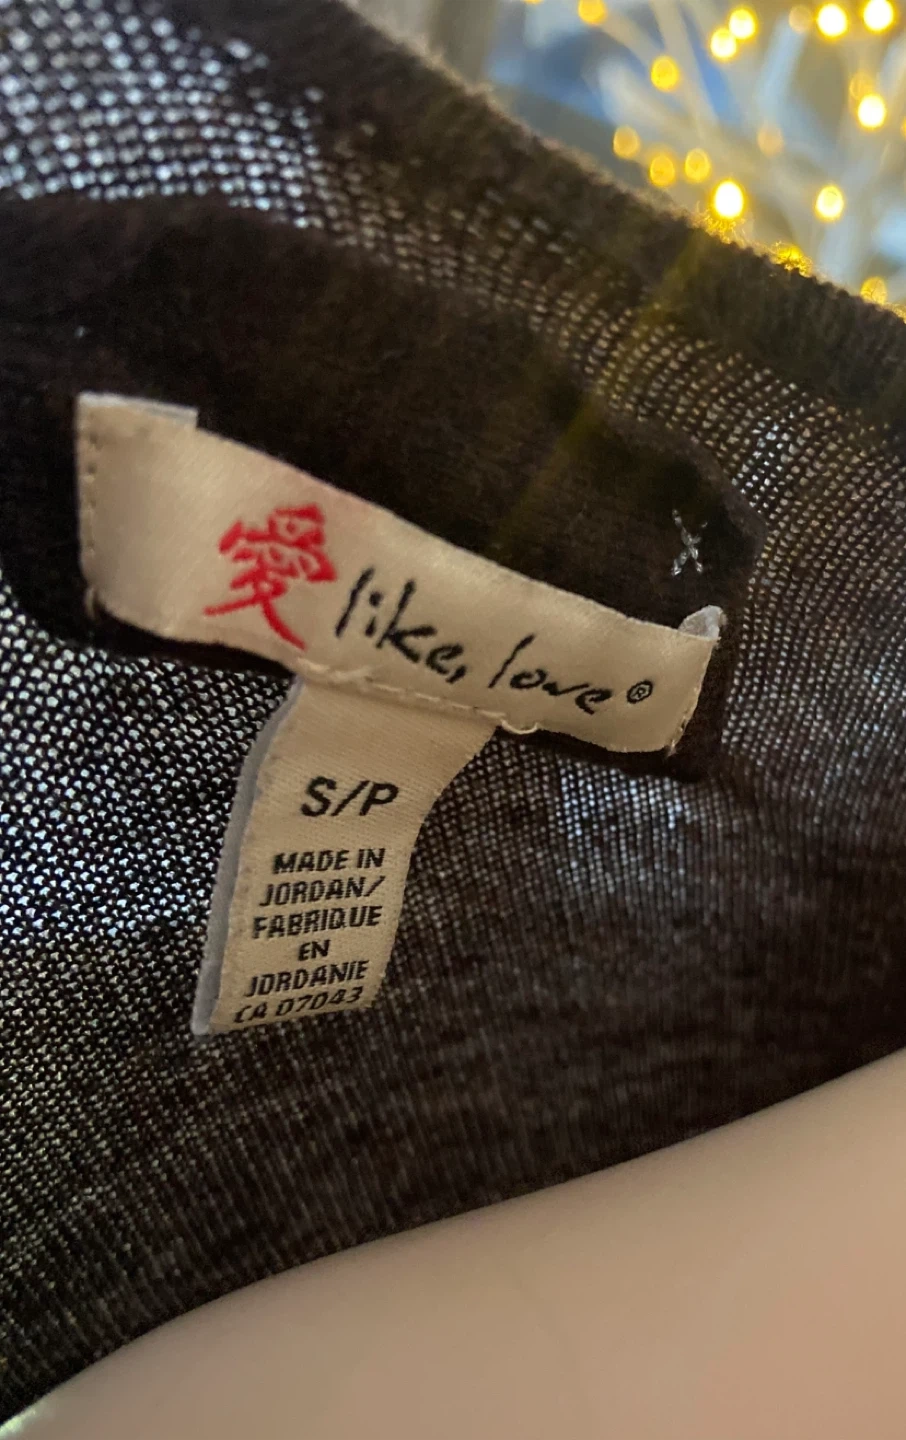 愛 like, love®
S/P
MADE IN
JORDAN/
FABRIQUE
EN
JORDANIE
CA 07043